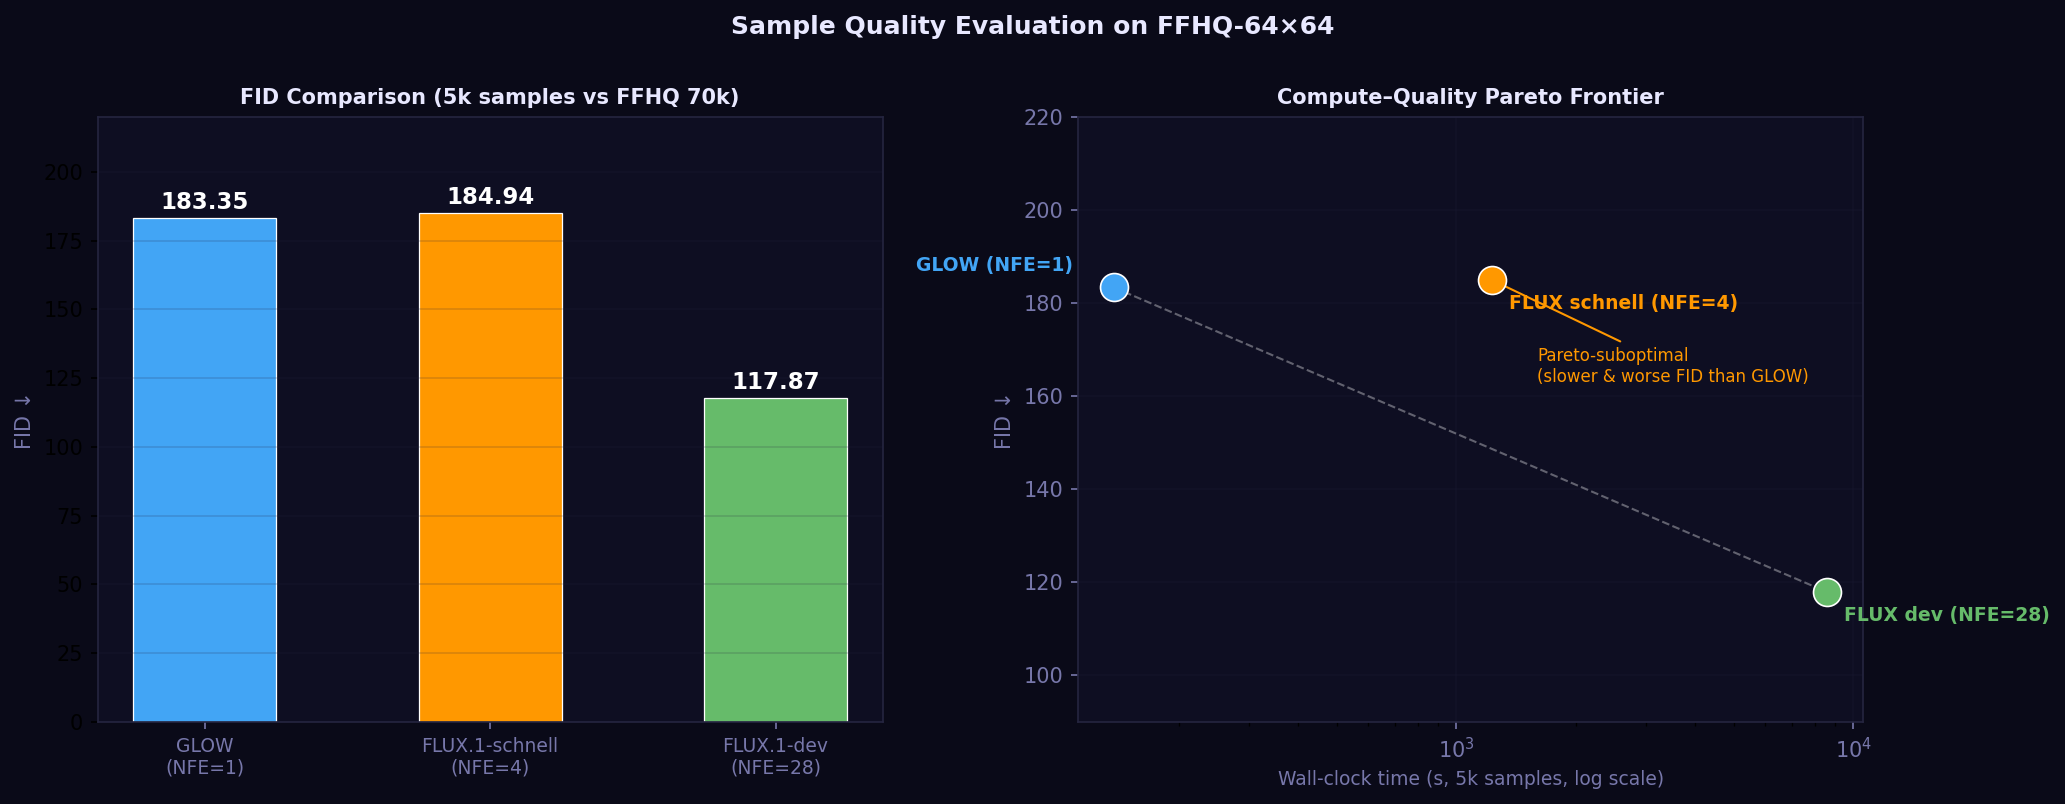 Sample Quality Evaluation on FFHQ-64×64
FID Comparison (5k samples vs FFHQ 70k)
FID ↓
200
175
150
125
100
75
50
25
0
183.35
184.94
117.87
GLOW
(NFE=1)
FLUX.1-schnell
(NFE=4)
FLUX.1-dev
(NFE=28)
Compute–Quality Pareto Frontier
FID ↓
220
200
180
160
140
120
100
GLOW (NFE=1)
FLUX schnell (NFE=4)
Pareto-suboptimal
(slower & worse FID than GLOW)
FLUX dev (NFE=28)
10³
10⁴
Wall-clock time (s, 5k samples, log scale)